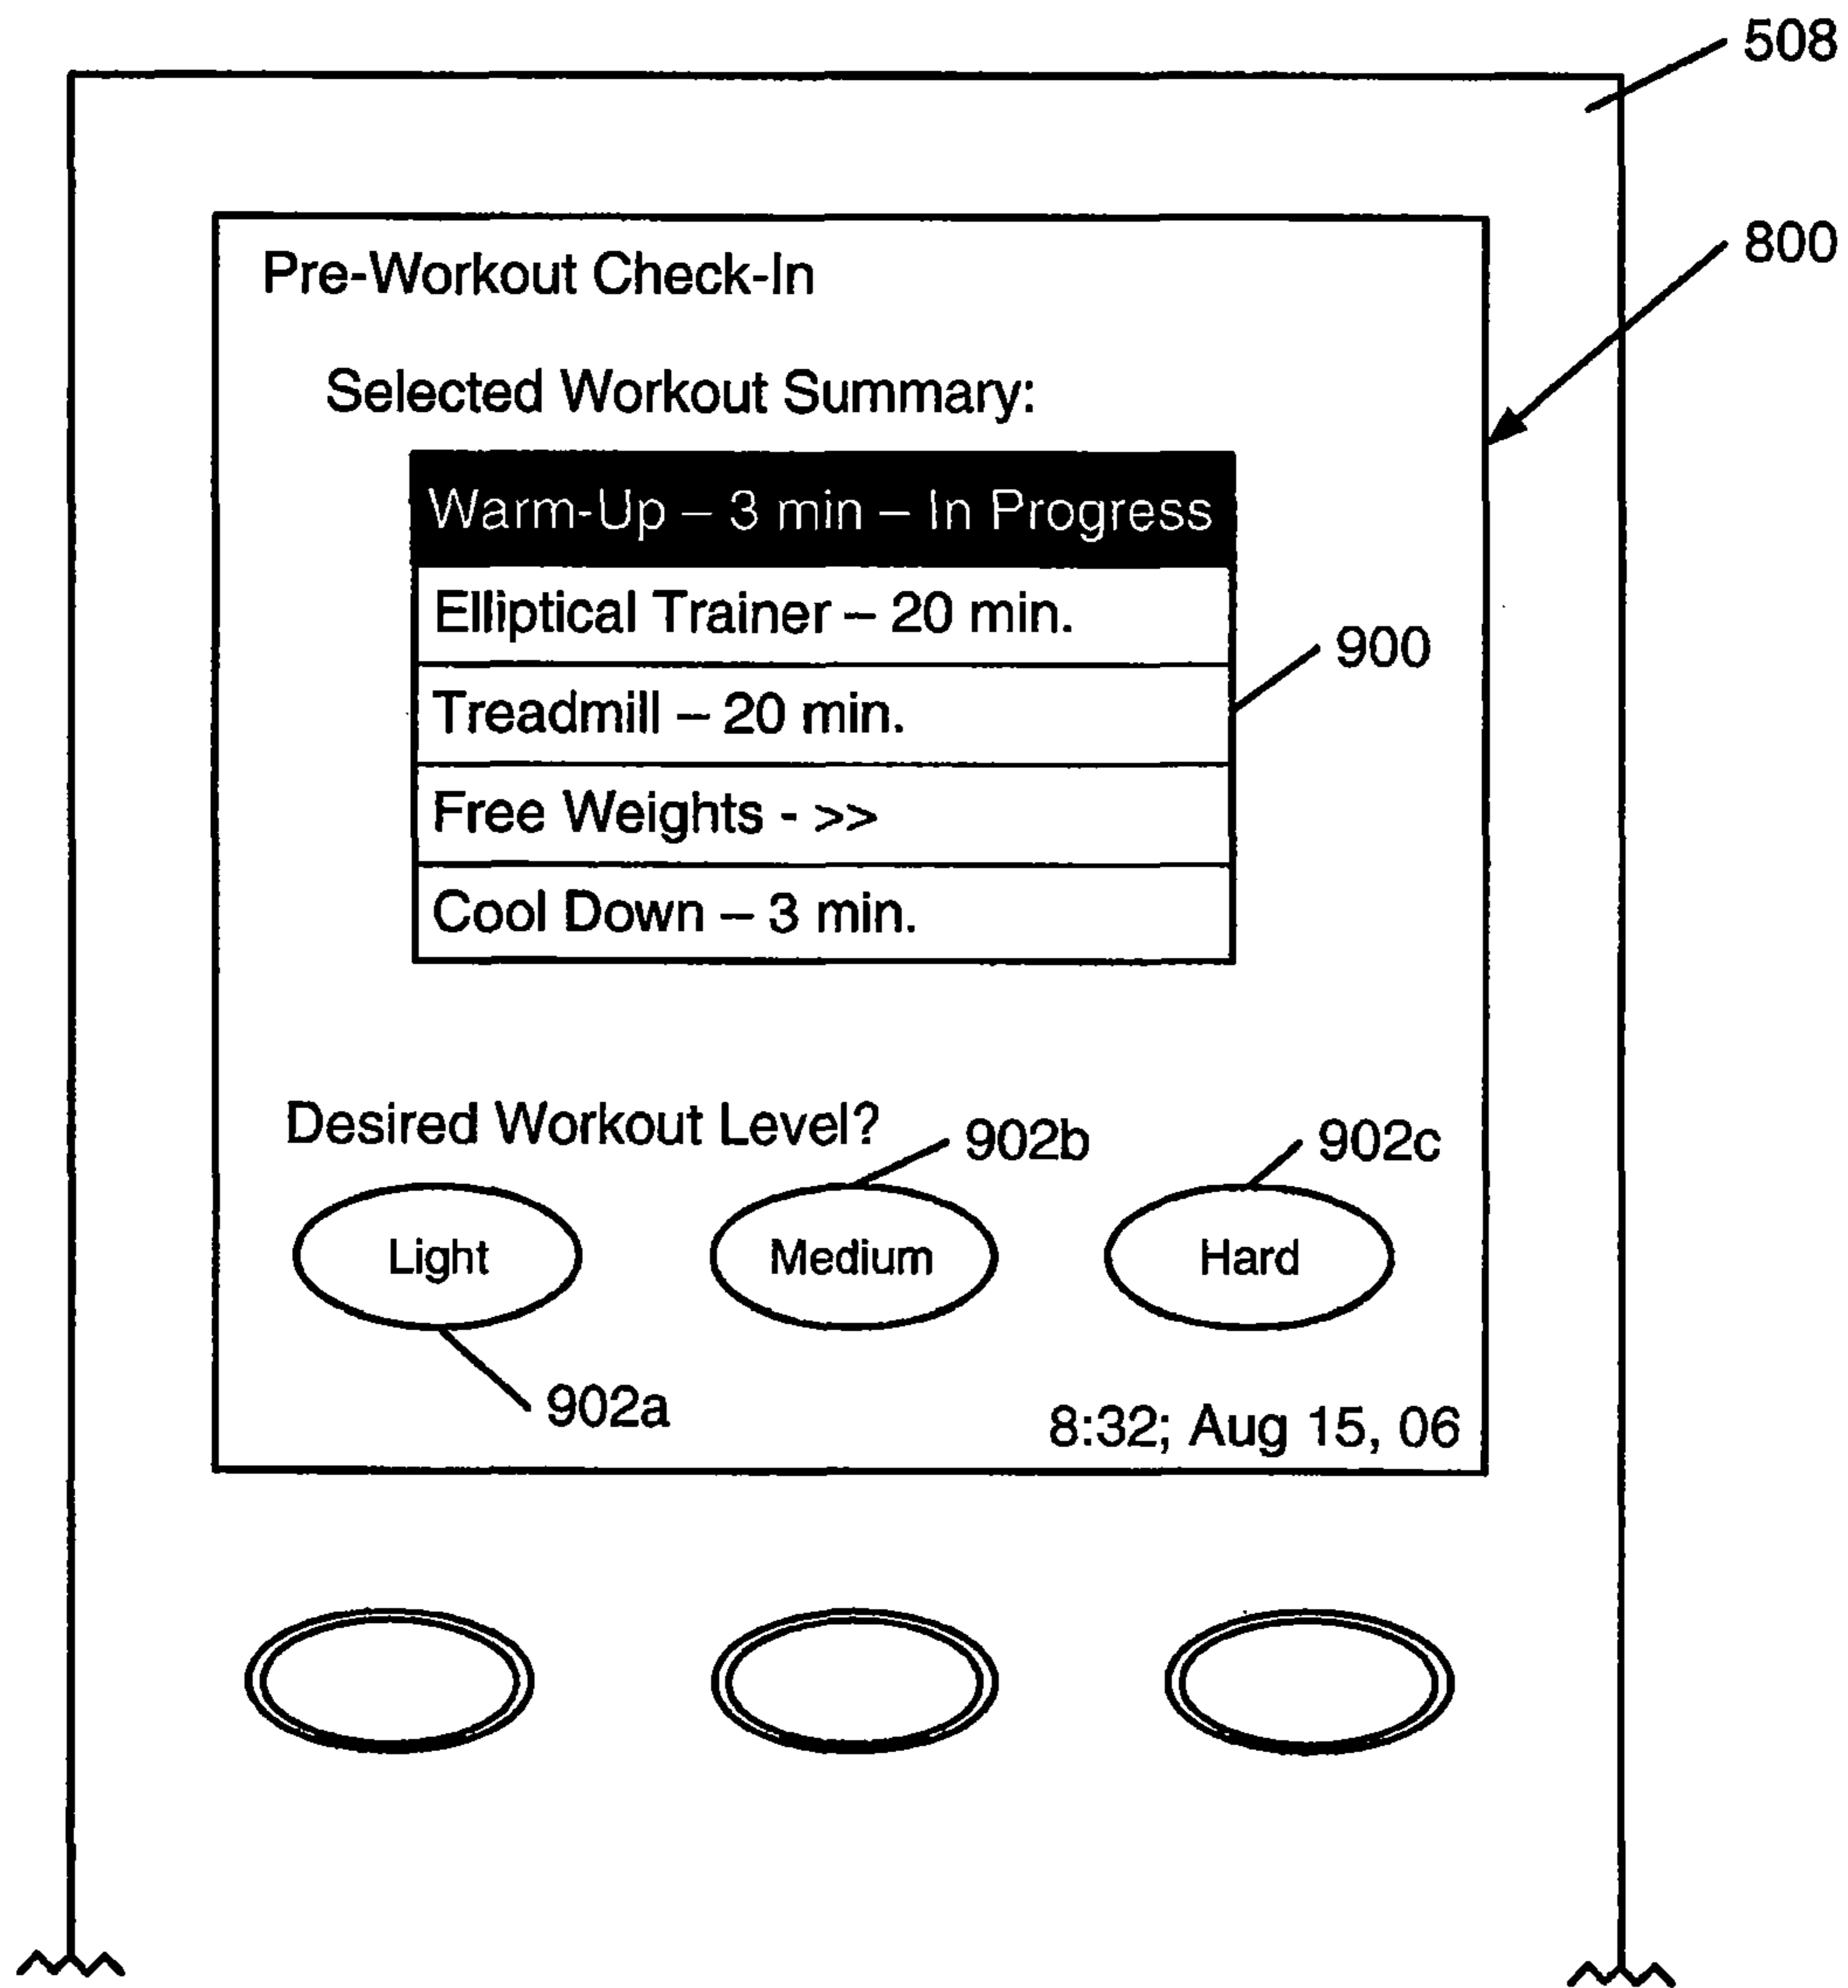 508
800
Pre-Workout Check-In
Selected Workout Summary:
Warm-Up – 3 min – In Progress
Elliptical Trainer – 20 min.
900
Treadmill – 20 min.
Free Weights - >>
Cool Down – 3 min.
Desired Workout Level?
902b
902c
Light
Medium
Hard
902a
8:32; Aug 15, 06